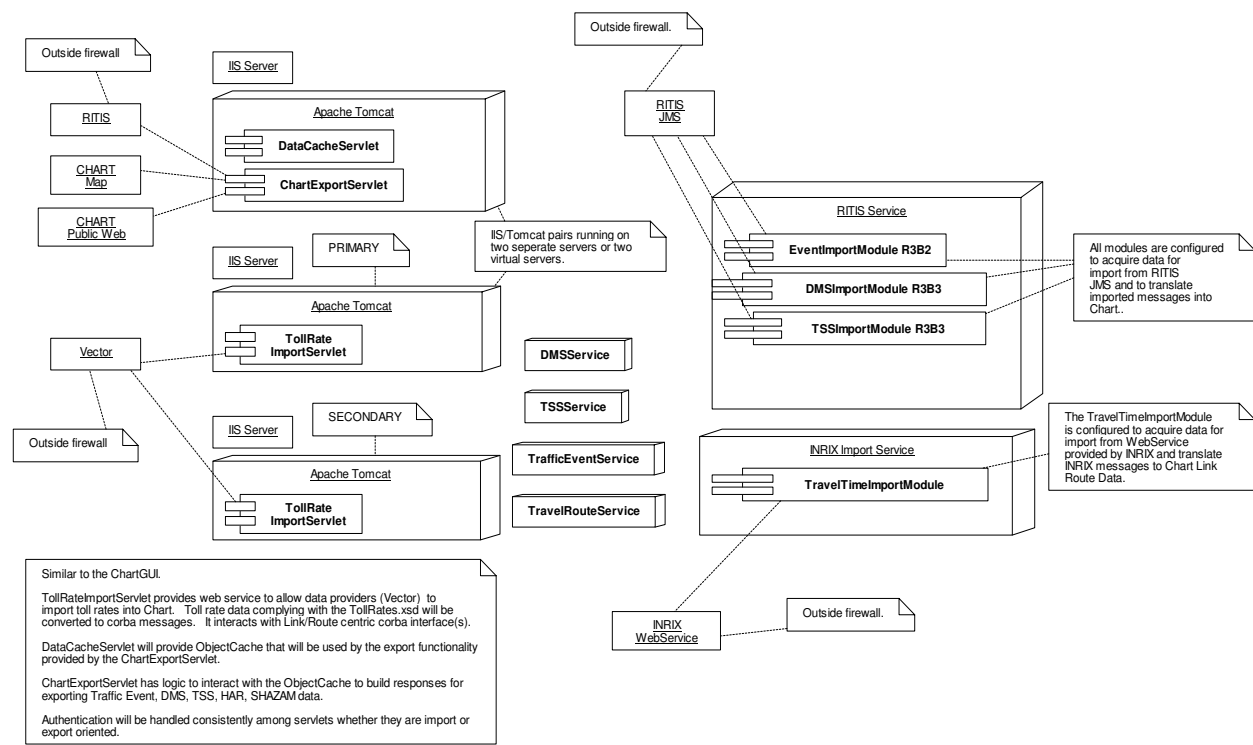 Outside firewall
IIS Server
RITIS
Apache Tomcat
DataCacheServlet
ChartExportServlet
CHART
Map
CHART
Public Web
IIS/Tomcat pairs running on
two seperate servers or two
virtual servers.
PRIMARY
IIS Server
Apache Tomcat
TollRate
ImportServlet
Vector
Outside firewall
SECONDARY
IIS Server
Apache Tomcat
TollRate
ImportServlet
DMSService
TSSService
TrafficEventService
TravelRouteService
Outside firewall.
RITIS
JMS
RITIS Service
EventImportModule R3B2
DMSImportModule R3B3
TSSImportModule R3B3
All modules are configured
to acquire data for
import from RITIS
JMS and to translate
imported messages into
Chart..
INRIX Import Service
TravelTimeImportModule
The TravelTimeImportModule
is configured to acquire data for
import from WebService
provided by INRIX and translate
INRIX messages to Chart Link
Route Data.
INRIX
WebService
Outside firewall.
Similar to the ChartGUI.
TollRateImportServlet provides web service to allow data providers (Vector) to
import toll rates into Chart. Toll rate data complying with the TollRates.xsd will be
converted to corba messages. It interacts with Link/Route centric corba interface(s).
DataCacheServlet will provide ObjectCache that will be used by the export functionality
provided by the ChartExportServlet.
ChartExportServlet has logic to interact with the ObjectCache to build responses for
exporting Traffic Event, DMS, TSS, HAR, SHAZAM data.
Authentication will be handled consistently among servlets whether they are import or
export oriented.